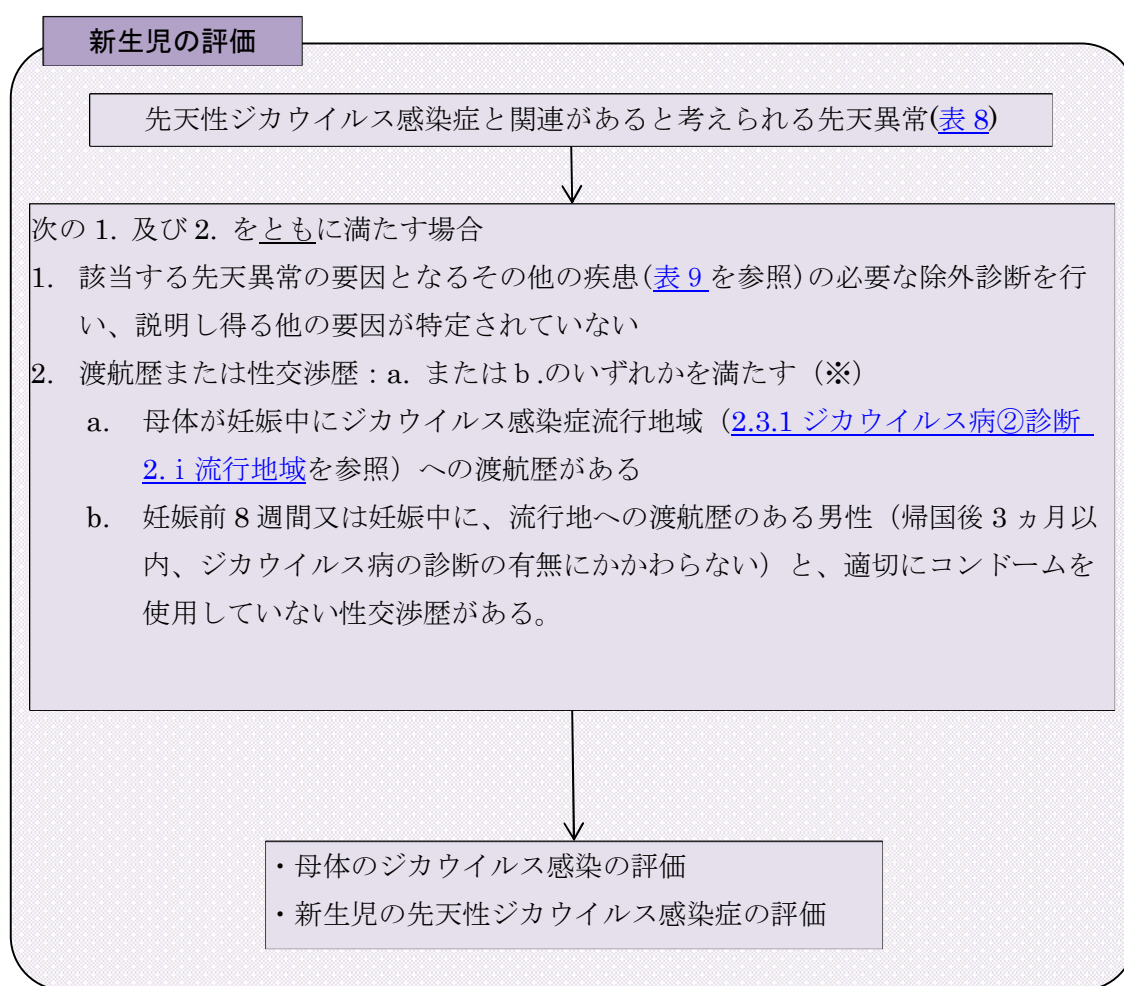 新生児の評価
先天性ジカウイルス感染症と関連があると考えられる先天異常(表 8)
次の 1. 及び 2. をともに満たす場合
1. 該当する先天異常の要因となるその他の疾患(表 9 を参照)の必要な除外診断を行
い、説明し得る他の要因が特定されていない
2. 渡航歴または性交渉歴：a. またはｂ.のいずれかを満たす（※）
a. 母体が妊娠中にジカウイルス感染症流行地域（2.3.1 ジカウイルス病②診断
2.ⅰ流行地域を参照）への渡航歴がある
b. 妊娠前 8 週間又は妊娠中に、流行地への渡航歴のある男性（帰国後 3 ヵ月以
内、ジカウイルス病の診断の有無にかかわらない）と、適切にコンドームを
使用していない性交渉歴がある。
・母体のジカウイルス感染の評価
・新生児の先天性ジカウイルス感染症の評価